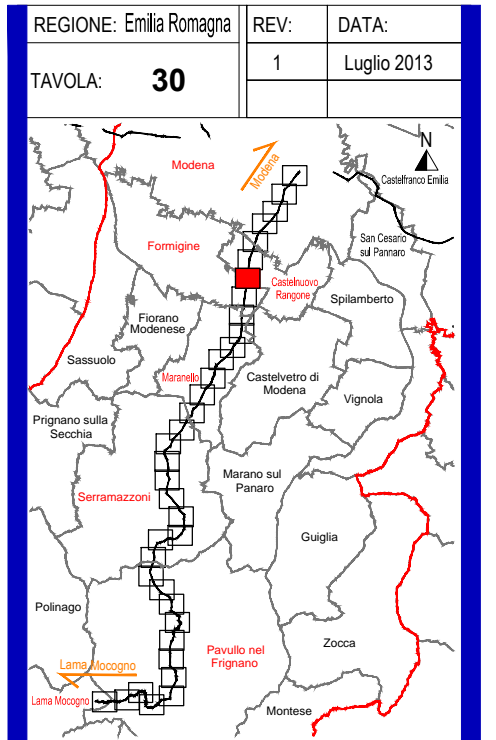 REGIONE: Emilia Romagna
REV:
DATA:
TAVOLA: 30
1
Luglio 2013
Modena
Modena
N
Castelfranco Emilia
San Cesario
sul Pannaro
Formigine
Castelnuovo
Rangone
Spilamberto
Fiorano
Modenese
Sassuolo
Maranello
Castelvetro di
Modena
Vignola
Prignano sulla
Secchia
Marano sul
Panaro
Serramazzoni
Guiglia
Polinago
Pavullo nel
Frignano
Zocca
Lama Mocogno
Lama Mocogno
Montese